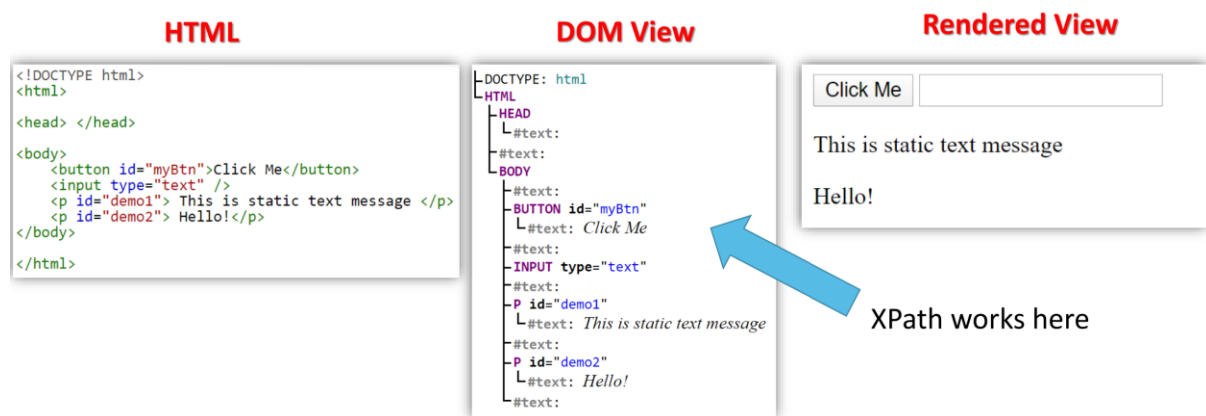 HTML
<!DOCTYPE html>
<html>
<head> </head>
<body>
<button id="myBtn">Click Me</button>
<input type="text" />
<p id="demo1"> This is static text message </p>
<p id="demo2"> Hello!</p>
</body>
</html>
DOM View
DOCTYPE: html
HTML
HEAD
#text:
#text:
BODY
#text:
BUTTON id="myBtn"
#text: Click Me
#text:
INPUT type="text"
#text:
P id="demo1"
#text: This is static text message
#text:
P id="demo2"
#text: Hello!
#text:
Rendered View
Click Me
This is static text message
Hello!
XPath works here